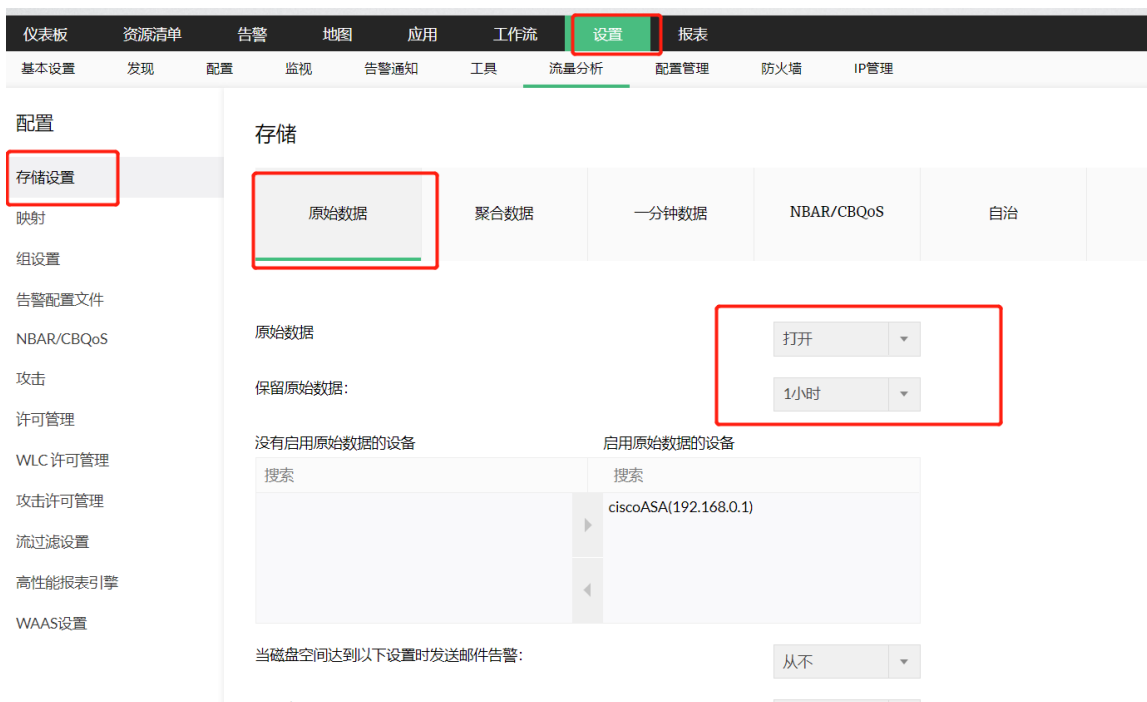 仪表板 资源清单 告警 地图 应用 工作流 设置 报表
基本设置 发现 配置 监视 告警通知 工具 流量分析 配置管理 防火墙 IP管理
配置
存储设置
映射
组设置
告警配置文件
NBAR/CBQoS
攻击
许可管理
WLC 许可管理
攻击许可管理
流过滤设置
高性能报表引擎
WAAS设置
存储
原始数据 聚合数据 一分钟数据 NBAR/CBQoS 自治
原始数据 打开
保留原始数据: 1小时
没有启用原始数据的设备 启用原始数据的设备
搜索 搜索
ciscoASA(192.168.0.1)
当磁盘空间达到以下设置时发送邮件告警: 从不